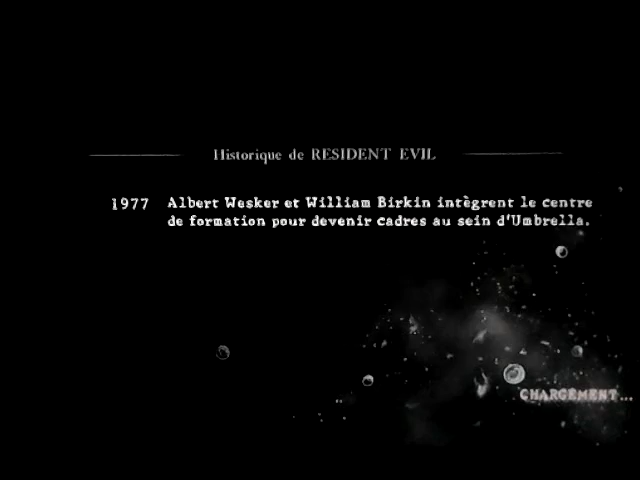 Historique de RESIDENT EVIL
1977 Albert Wesker et William Birkin intègrent le centre
de formation pour devenir cadres au sein d'Umbrella.
CHARGEMENT...